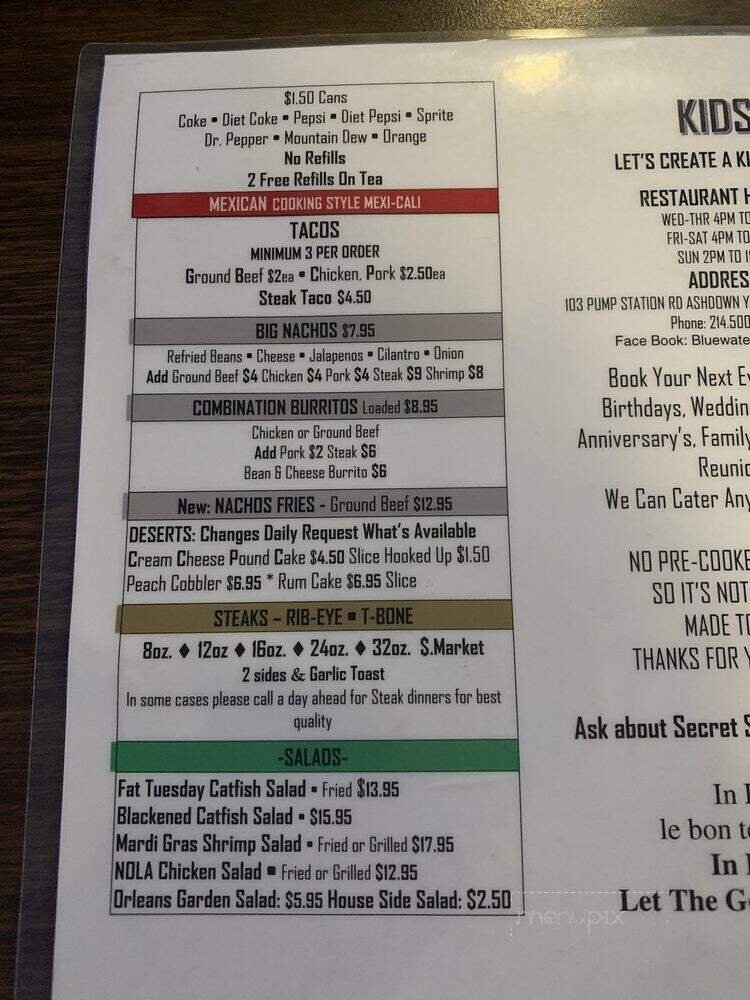 $1.50 Cans
Coke ▪ Diet Coke ▪ Pepsi ▪ Diet Pepsi ▪ Sprite
Dr. Pepper ▪ Mountain Dew ▪ Orange
No Refills
2 Free Refills On Tea
MEXICAN COOKING STYLE MEXI-CALI
TACOS
MINIMUM 3 PER ORDER
Ground Beef $2ea ▪ Chicken, Pork $2.50ea
Steak Taco $4.50
BIG NACHOS $7.95
Refried Beans ▪ Cheese ▪ Jalapenos ▪ Cilantro ▪ Onion
Add Ground Beef $4 Chicken $4 Pork $4 Steak $9 Shrimp $8
COMBINATION BURRITOS Loaded $8.95
Chicken or Ground Beef
Add Pork $2 Steak $6
Bean & Cheese Burrito $6
New: NACHOS FRIES - Ground Beef $12.95
DESERTS: Changes Daily Request What's Available
Cream Cheese Pound Cake $4.50 Slice Hooked Up $1.50
Peach Cobbler $6.95 * Rum Cake $6.95 Slice
STEAKS – RIB-EYE ▪ T-BONE
8oz. ♦ 12oz ♦ 16oz. ♦ 24oz. ♦ 32oz. $.Market
2 sides & Garlic Toast
In some cases please call a day ahead for Steak dinners for best
quality
-SALADS-
Fat Tuesday Catfish Salad ▪ Fried $13.95
Blackened Catfish Salad ▪ $15.95
Mardi Gras Shrimp Salad ▪ Fried or Grilled $17.95
NOLA Chicken Salad ▪ Fried or Grilled $12.95
Orleans Garden Salad: $5.95 House Side Salad: $2.50
KIDS
LET'S CREATE A
RESTAURANT
WED-THR 4PM TO
FRI-SAT 4PM TO
SUN 2PM TO
ADDRES
103 PUMP STATION RD ASHDOWN
Phone: 214.500
Face Book: Bluewate
Book Your Next
Birthdays, Weddin
Anniversary's, Family
Reunio
We Can Cater Any
NO PRE-COOKE
SO IT'S NOT
MADE TO
THANKS FOR
Ask about Secret
In
le bon t
In
Let The G
menupix